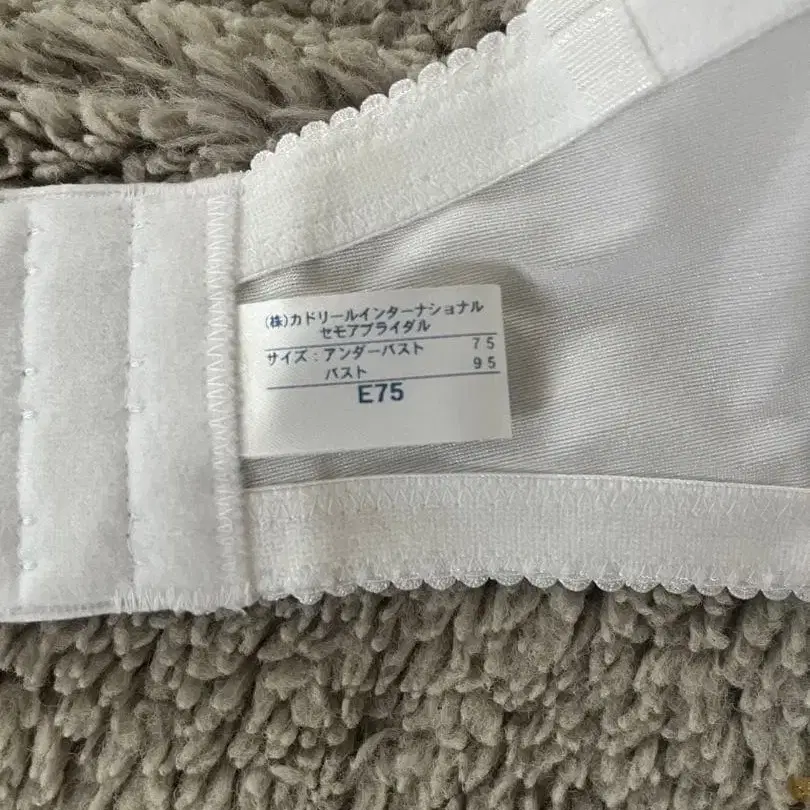 (株)カドリールインターナショナル
セモアブライダル
サイズ：アンダーバスト 75
バスト 95
E75